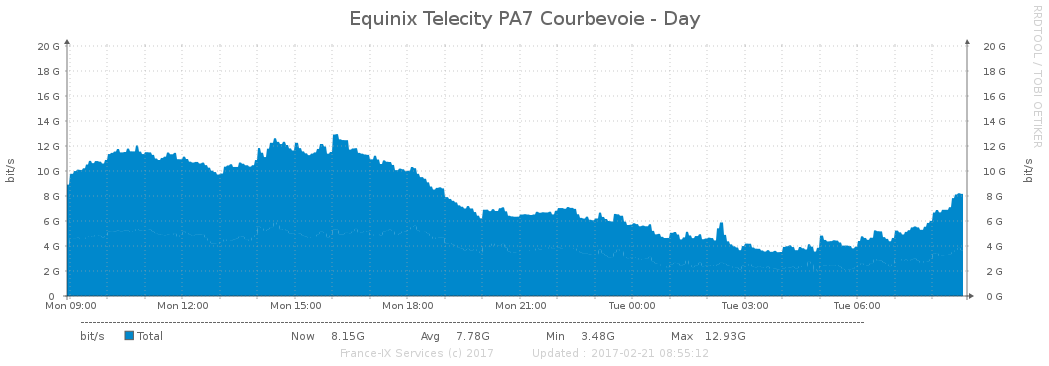 Equinix Telecity PA7 Courbevoie - Day
RRDTOOL / TOBI OETIKER
bit/s
20 G 20 G
18 G 18 G
16 G 16 G
14 G 14 G
12 G 12 G
10 G 10 G
8 G 8 G
6 G 6 G
4 G 4 G
2 G 2 G
0 0 G
bit/s
Mon 09:00 Mon 12:00 Mon 15:00 Mon 18:00 Mon 21:00 Tue 00:00 Tue 03:00 Tue 06:00
bit/s Total Now 8.15G Avg 7.78G Min 3.48G Max 12.93G
France-IX Services (c) 2017 Updated : 2017-02-21 08:55:12